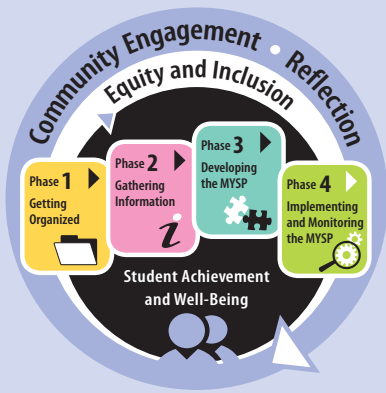 Community Engagement • Reflection
Equity and Inclusion
Phase 1
Getting
Organized
Phase 2
Gathering
Information
i
Phase 3
Developing
the MYSP
Phase 4
Implementing
and Monitoring
the MYSP
Student Achievement
and Well-Being